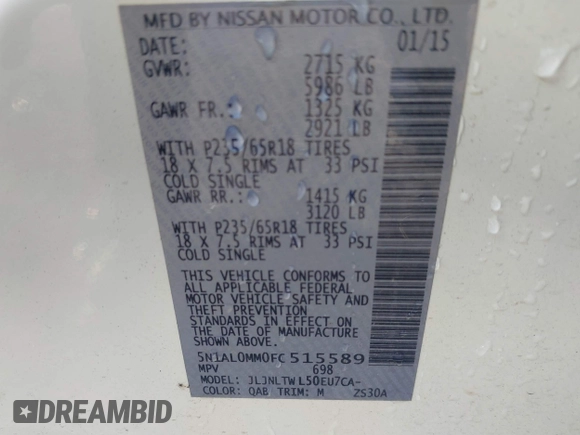 MFD BY NISSAN MOTOR CO., LTD.
DATE: 01/15
GVWR: 2715 KG
5986 LB
GAWR FR.: 1325 KG
2921 LB
WITH P235/65R18 TIRES
18 X 7.5 RIMS AT 33 PSI
COLD SINGLE
GAWR RR.: 1415 KG
3120 LB
WITH P235/65R18 TIRES
18 X 7.5 RIMS AT 33 PSI
COLD SINGLE
THIS VEHICLE CONFORMS TO
ALL APPLICABLE FEDERAL
MOTOR VEHICLE SAFETY AND
THEFT PREVENTION
STANDARDS IN EFFECT ON
THE DATE OF MANUFACTURE
SHOWN ABOVE.
5N1AL0MM0FC515589
MPV 698
MODEL: JLJNLTWL50EU7CA-
COLOR: QAB TRIM: M ZS30A